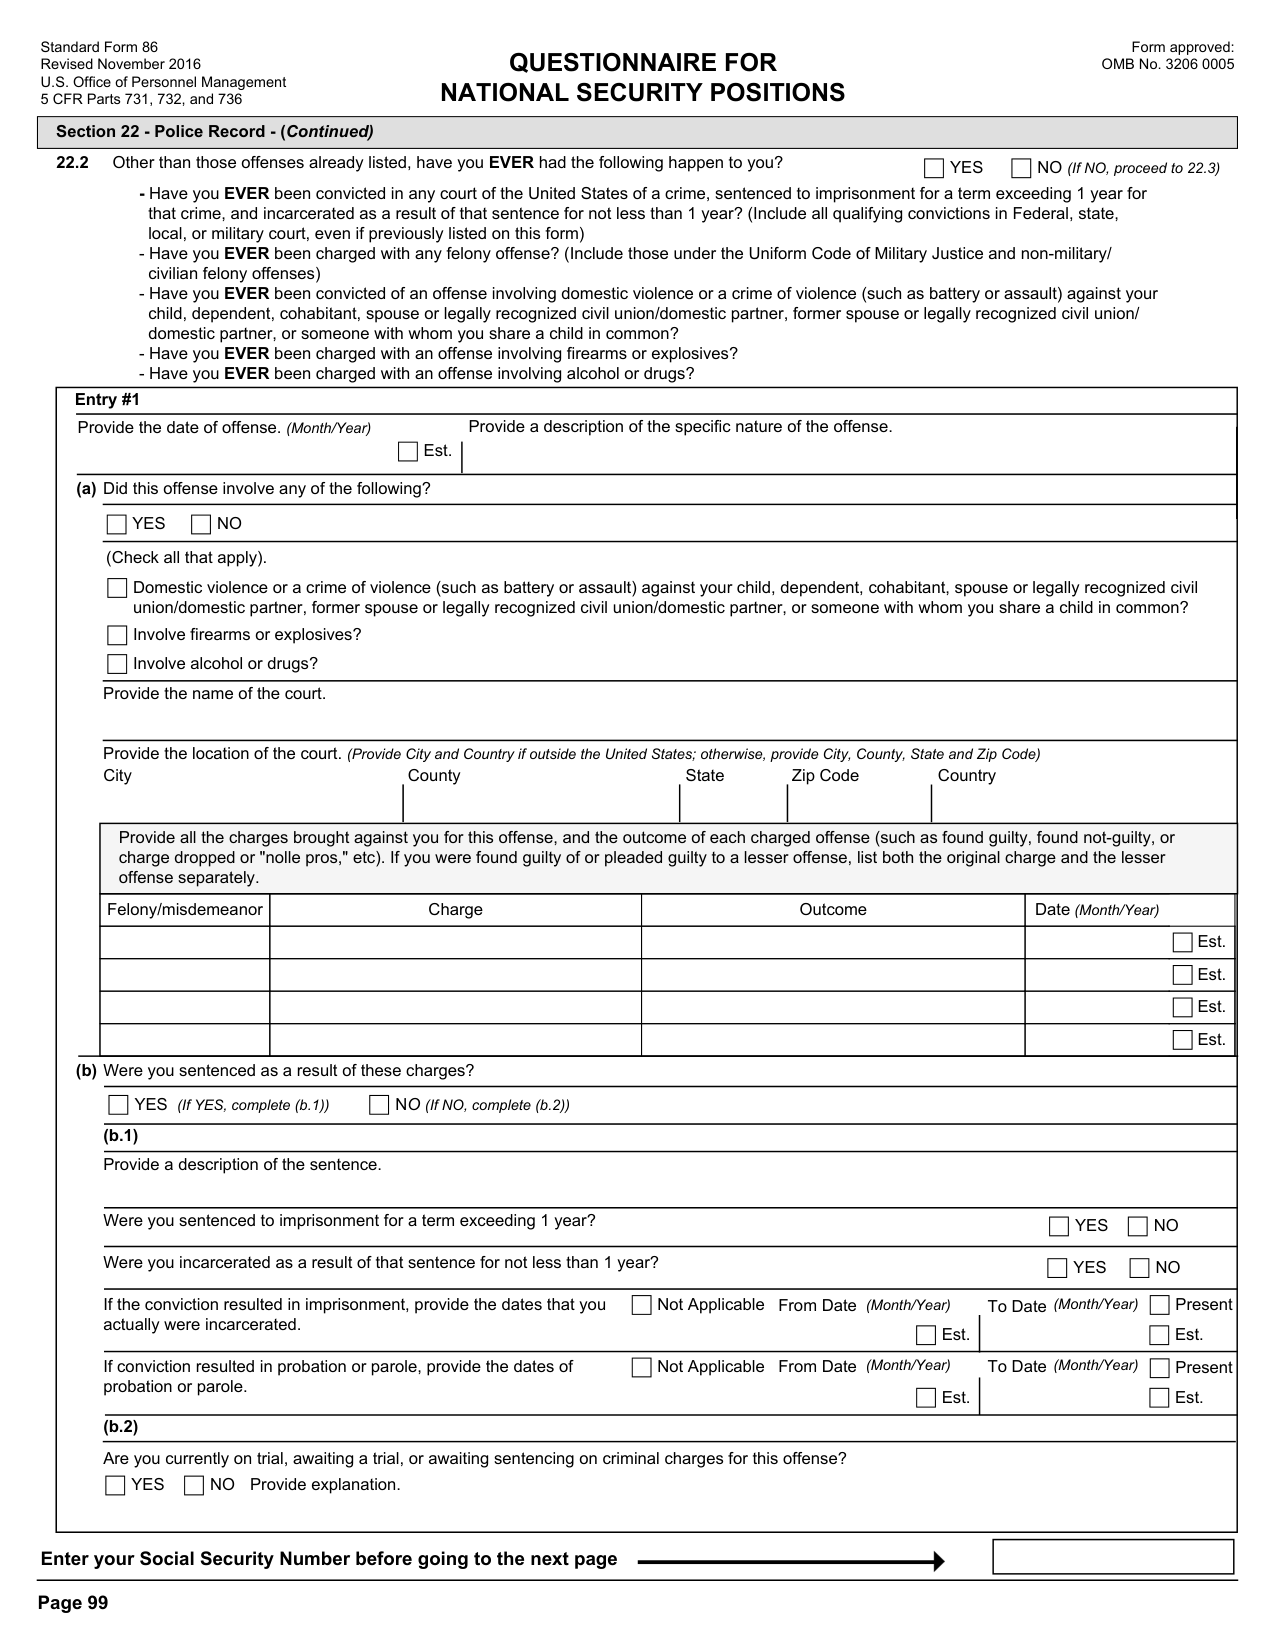 Standard Form 86
Revised November 2016
U.S. Office of Personnel Management
5 CFR Parts 731, 732, and 736
QUESTIONNAIRE FOR
NATIONAL SECURITY POSITIONS
Form approved:
OMB No. 3206 0005
Section 22 - Police Record - (Continued)
22.2 Other than those offenses already listed, have you EVER had the following happen to you? YES NO (If NO, proceed to 22.3)
- Have you EVER been convicted in any court of the United States of a crime, sentenced to imprisonment for a term exceeding 1 year for
that crime, and incarcerated as a result of that sentence for not less than 1 year? (Include all qualifying convictions in Federal, state,
local, or military court, even if previously listed on this form)
- Have you EVER been charged with any felony offense? (Include those under the Uniform Code of Military Justice and non-military/
civilian felony offenses)
- Have you EVER been convicted of an offense involving domestic violence or a crime of violence (such as battery or assault) against your
child, dependent, cohabitant, spouse or legally recognized civil union/domestic partner, former spouse or legally recognized civil union/
domestic partner, or someone with whom you share a child in common?
- Have you EVER been charged with an offense involving firearms or explosives?
- Have you EVER been charged with an offense involving alcohol or drugs?
Entry #1
Provide the date of offense. (Month/Year) Provide a description of the specific nature of the offense.
Est.
(a) Did this offense involve any of the following?
YES NO
(Check all that apply).
Domestic violence or a crime of violence (such as battery or assault) against your child, dependent, cohabitant, spouse or legally recognized civil
union/domestic partner, former spouse or legally recognized civil union/domestic partner, or someone with whom you share a child in common?
Involve firearms or explosives?
Involve alcohol or drugs?
Provide the name of the court.
Provide the location of the court. (Provide City and Country if outside the United States; otherwise, provide City, County, State and Zip Code)
City County State Zip Code Country
Provide all the charges brought against you for this offense, and the outcome of each charged offense (such as found guilty, found not-guilty, or
charge dropped or "nolle pros," etc). If you were found guilty of or pleaded guilty to a lesser offense, list both the original charge and the lesser
offense separately.
Felony/misdemeanor Charge Outcome Date (Month/Year)
Est.
Est.
Est.
Est.
(b) Were you sentenced as a result of these charges?
YES (If YES, complete (b.1)) NO (If NO, complete (b.2))
(b.1)
Provide a description of the sentence.
Were you sentenced to imprisonment for a term exceeding 1 year? YES NO
Were you incarcerated as a result of that sentence for not less than 1 year? YES NO
If the conviction resulted in imprisonment, provide the dates that you Not Applicable From Date (Month/Year) To Date (Month/Year) Present
actually were incarcerated. Est. Est.
If conviction resulted in probation or parole, provide the dates of Not Applicable From Date (Month/Year) To Date (Month/Year) Present
probation or parole. Est. Est.
(b.2)
Are you currently on trial, awaiting a trial, or awaiting sentencing on criminal charges for this offense?
YES NO Provide explanation.
Enter your Social Security Number before going to the next page
Page 99